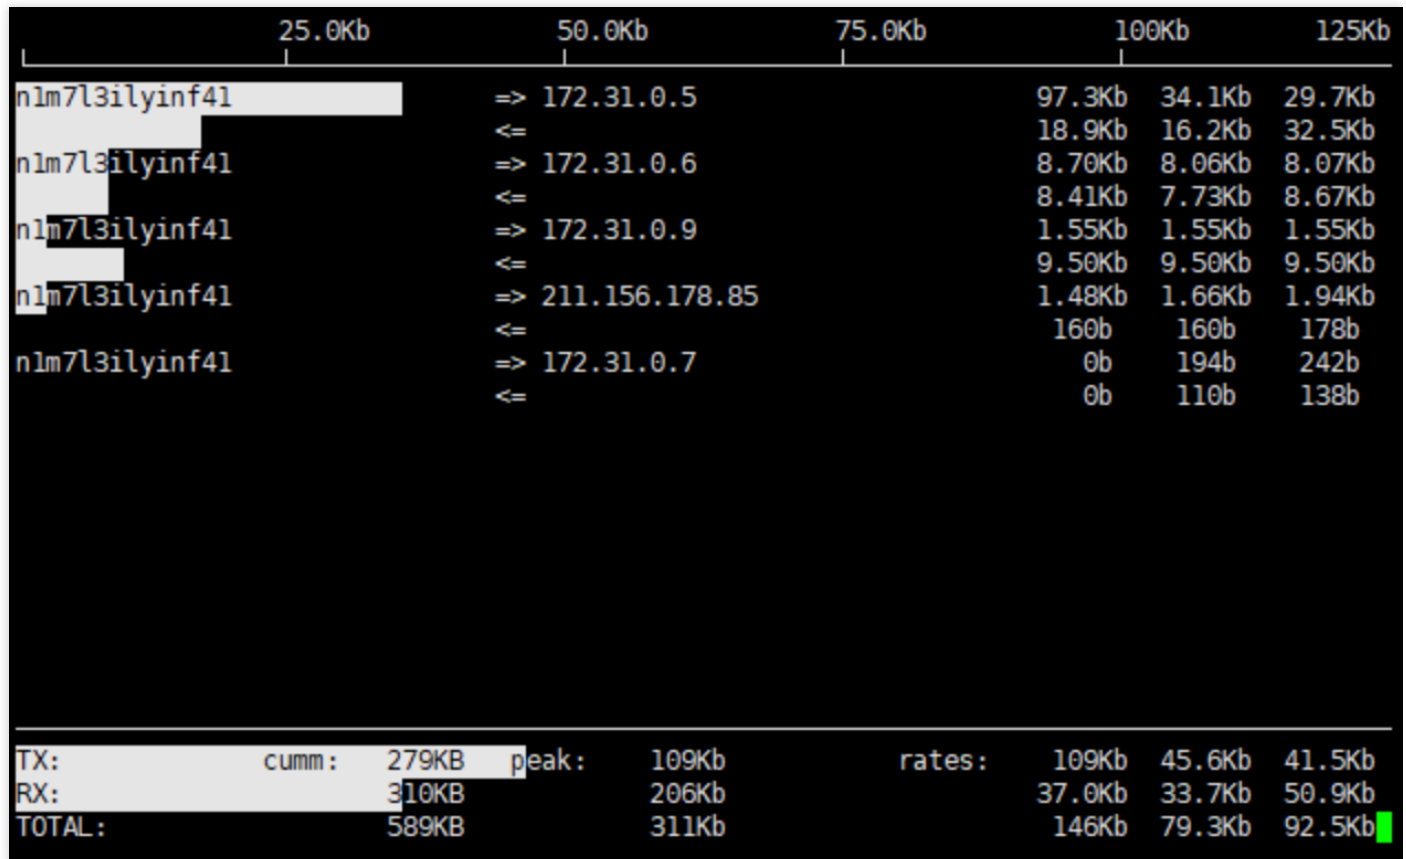 25.0Kb 50.0Kb 75.0Kb 100Kb 125Kb
n1m7l3ilyinf41 => 172.31.0.5 97.3Kb 34.1Kb 29.7Kb
<= 18.9Kb 16.2Kb 32.5Kb
n1m7l3ilyinf41 => 172.31.0.6 8.70Kb 8.06Kb 8.07Kb
<= 8.41Kb 7.73Kb 8.67Kb
n1m7l3ilyinf41 => 172.31.0.9 1.55Kb 1.55Kb 1.55Kb
<= 9.50Kb 9.50Kb 9.50Kb
n1m7l3ilyinf41 => 211.156.178.85 1.48Kb 1.66Kb 1.94Kb
<= 160b 160b 178b
n1m7l3ilyinf41 => 172.31.0.7 0b 194b 242b
<= 0b 110b 138b
TX: cumm: 279KB peak: 109Kb rates: 109Kb 45.6Kb 41.5Kb
RX: 310KB 206Kb 37.0Kb 33.7Kb 50.9Kb
TOTAL: 589KB 311Kb 146Kb 79.3Kb 92.5Kb